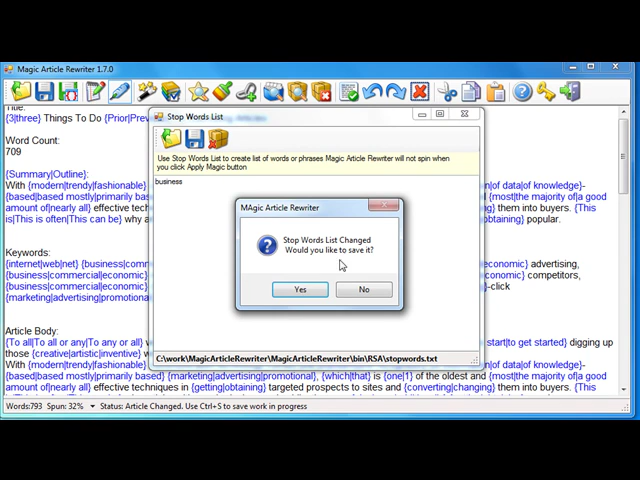 Magic Article Rewriter 1.7.0
Title:
{3|three} Things To Do {Prior|Prev
Word Count:
709
{Summary|Outline}:
With {modern|trendy|fashionable}
{based|based mostly|primarily based
amount of|nearly all} effective techn
is|This is often|This can be} why a
Keywords:
{internet|web|net} {business|comm
{business|commercial|economic}
{business|commercial|economic}
{marketing|advertising|promotiona
Article Body:
{To all|To all or any|To any or all} w
those {creative|artistic|inventive} w
With {modern|trendy|fashionable}
{based|based mostly|primarily based} {marketing|advertising|promotional}, {which|that} is {one|1} of the oldest and {most|the majority of|a good
amount of|nearly all} effective techniques in {getting|obtaining} targeted prospects to sites and {converting|changing} them into buyers. {This
Stop Words List
Use Stop Words List to create list of words or phrases Magic Article Rewriter will not spin when
you click Apply Magic button
business
MAgic Article Rewriter
Stop Words List Changed
Would you like to save it?
Yes
No
C:\work\MagicArticleRewriter\MagicArticleRewriter\bin\RSA\stopwords.txt
|of data|of knowledge}-
n|the majority of|a good
} them into buyers. {This
obtaining} popular.
economic} advertising,
economic} competitors,
-click
start|to get started} digging up
|of data|of knowledge}-
Words:793
Spun: 32%
Status: Article Changed. Use Ctrl+S to save work in progress